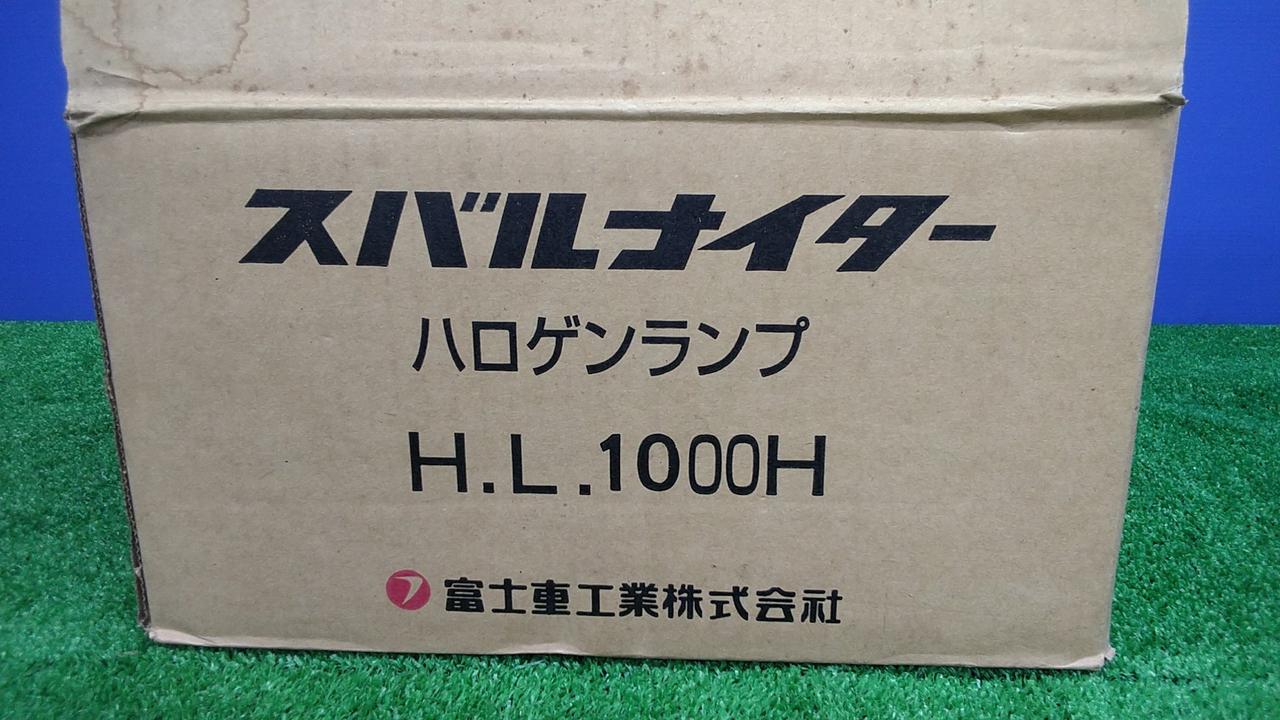 スバルナイター
ハロゲンランプ
H.L.1000H
富士重工業株式会社